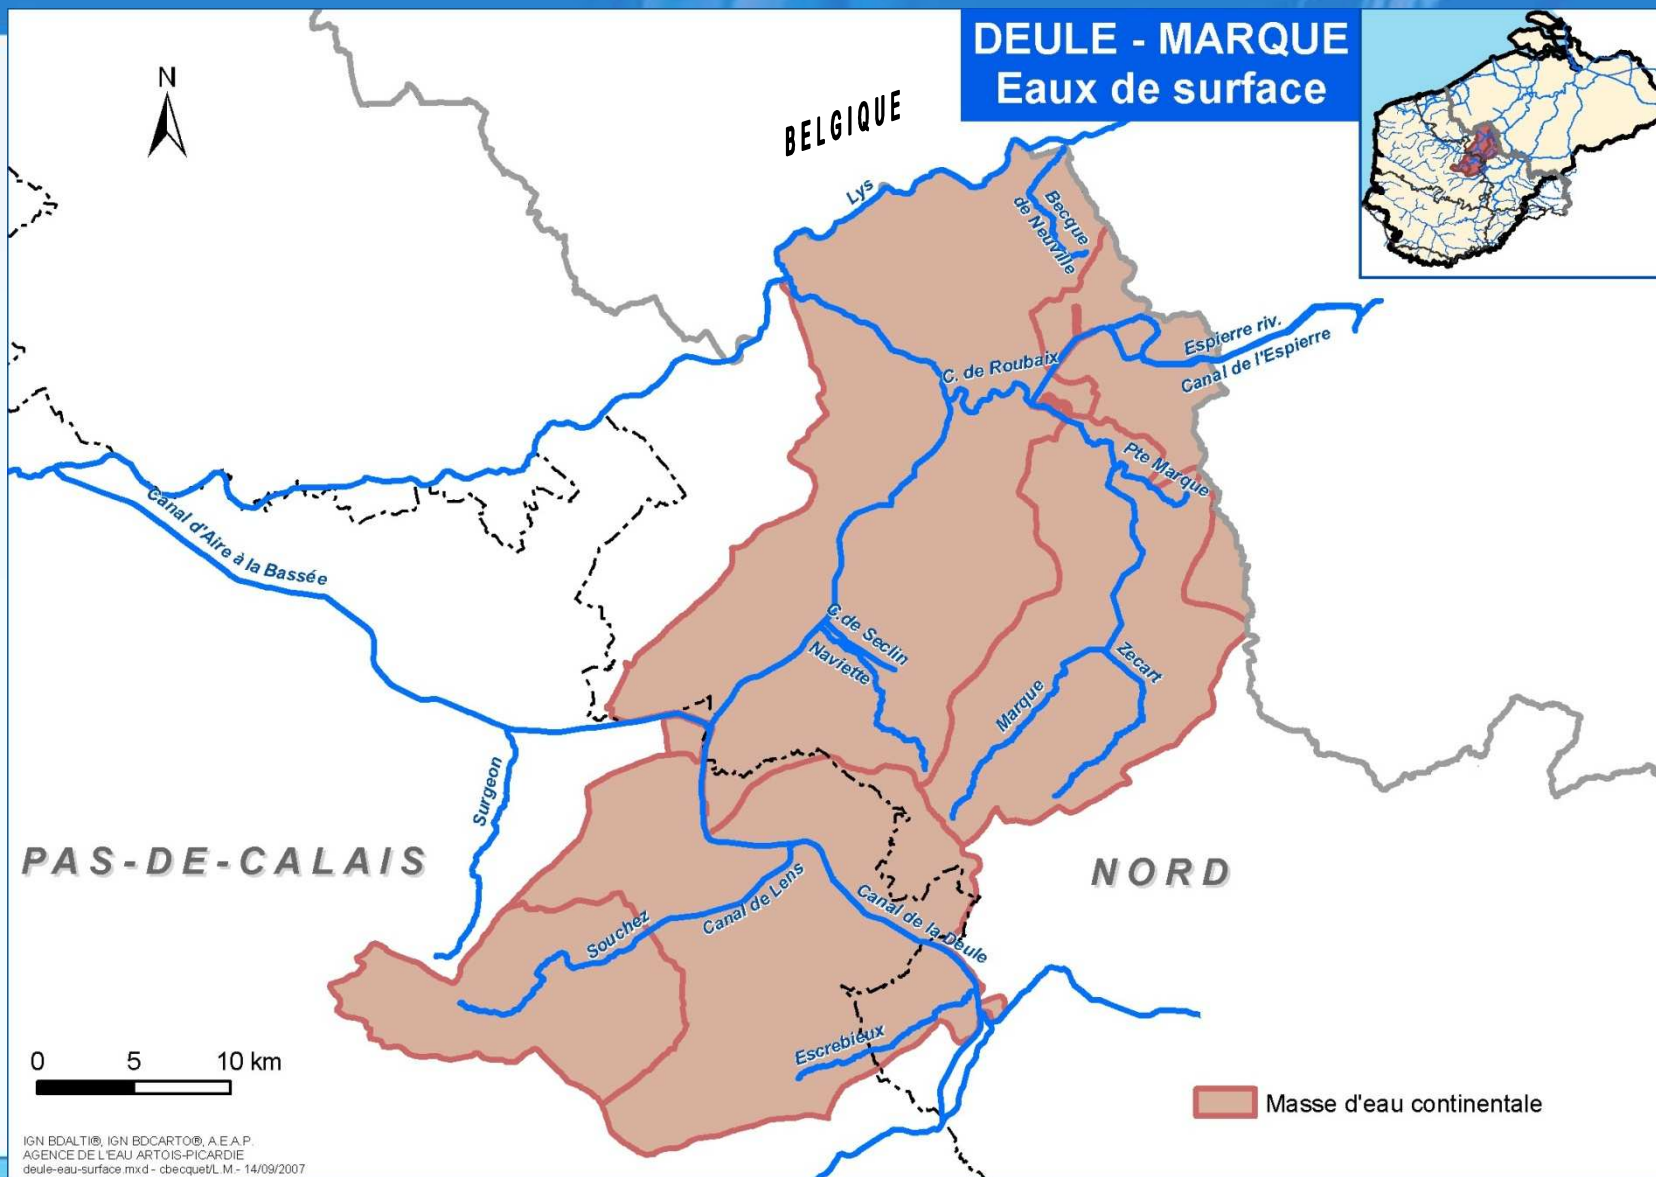 DEULE - MARQUE
Eaux de surface
N
BELGIQUE
Lys
Becque
de Neuville
Espierre riv.
Canal de l'Espierre
C. de Roubaix
Pte Marque
Canal d'Aire à la Bassée
C. de Seclin
Naviette
Zecart
Marque
Surgeon
PAS-DE-CALAIS
NORD
Canal de Lens
Souchez
Canal de la Deule
Escrebieux
0 5 10 km
Masse d'eau continentale
IGN BDALTI®, IGN BDCARTO®, A.E.A.P.
AGENCE DE L'EAU ARTOIS-PICARDIE
deule-eau-surface.mxd - cbecquet/L.M.- 14/09/2007